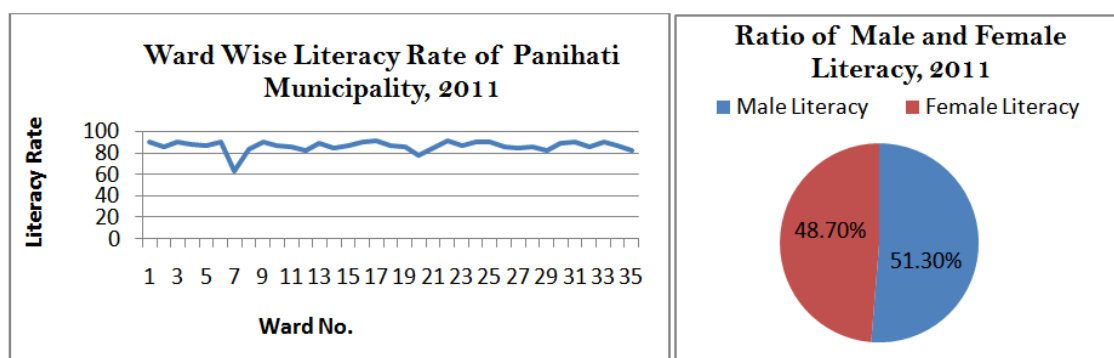 Ward Wise Literacy Rate of Panihati
Municipality, 2011
Literacy Rate
100
80
60
40
20
0
1 3 5 7 9 11 13 15 17 19 21 23 25 27 29 31 33 35
Ward No.
Ratio of Male and Female
Literacy, 2011
Male Literacy Female Literacy
48.70%
51.30%